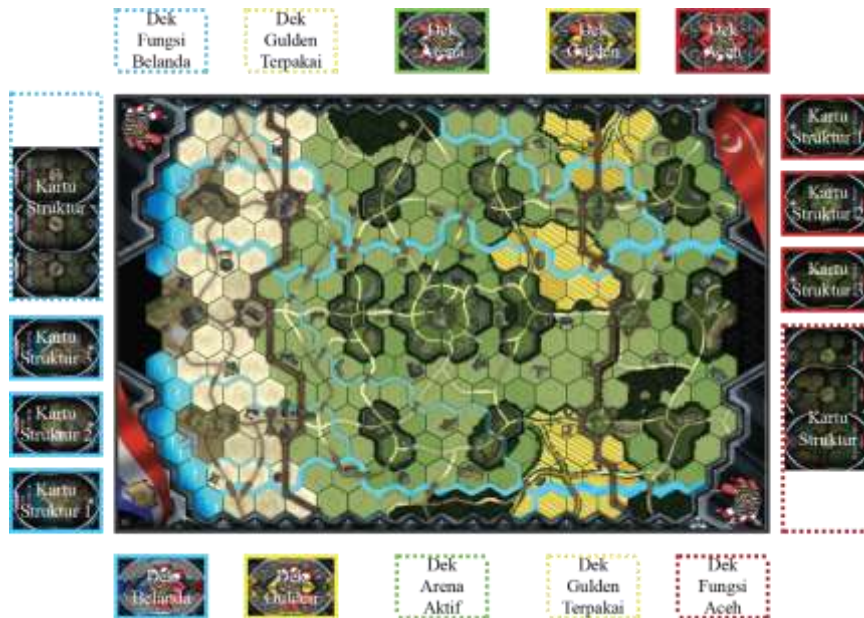 Dek
Fungsi
Belanda
Dek
Gulden
Terpakai
Dek
Arena
Dek
Gulden
Dek
Aceh
Kartu
Struktur
Kartu
Struktur 3
Kartu
Struktur 2
Kartu
Struktur 1
Kartu
Struktur 1
Kartu
Struktur 2
Kartu
Struktur 3
Kartu
Struktur
Dek
Belanda
Dek
Gulden
Dek
Arena
Aktif
Dek
Gulden
Terpakai
Dek
Fungsi
Aceh